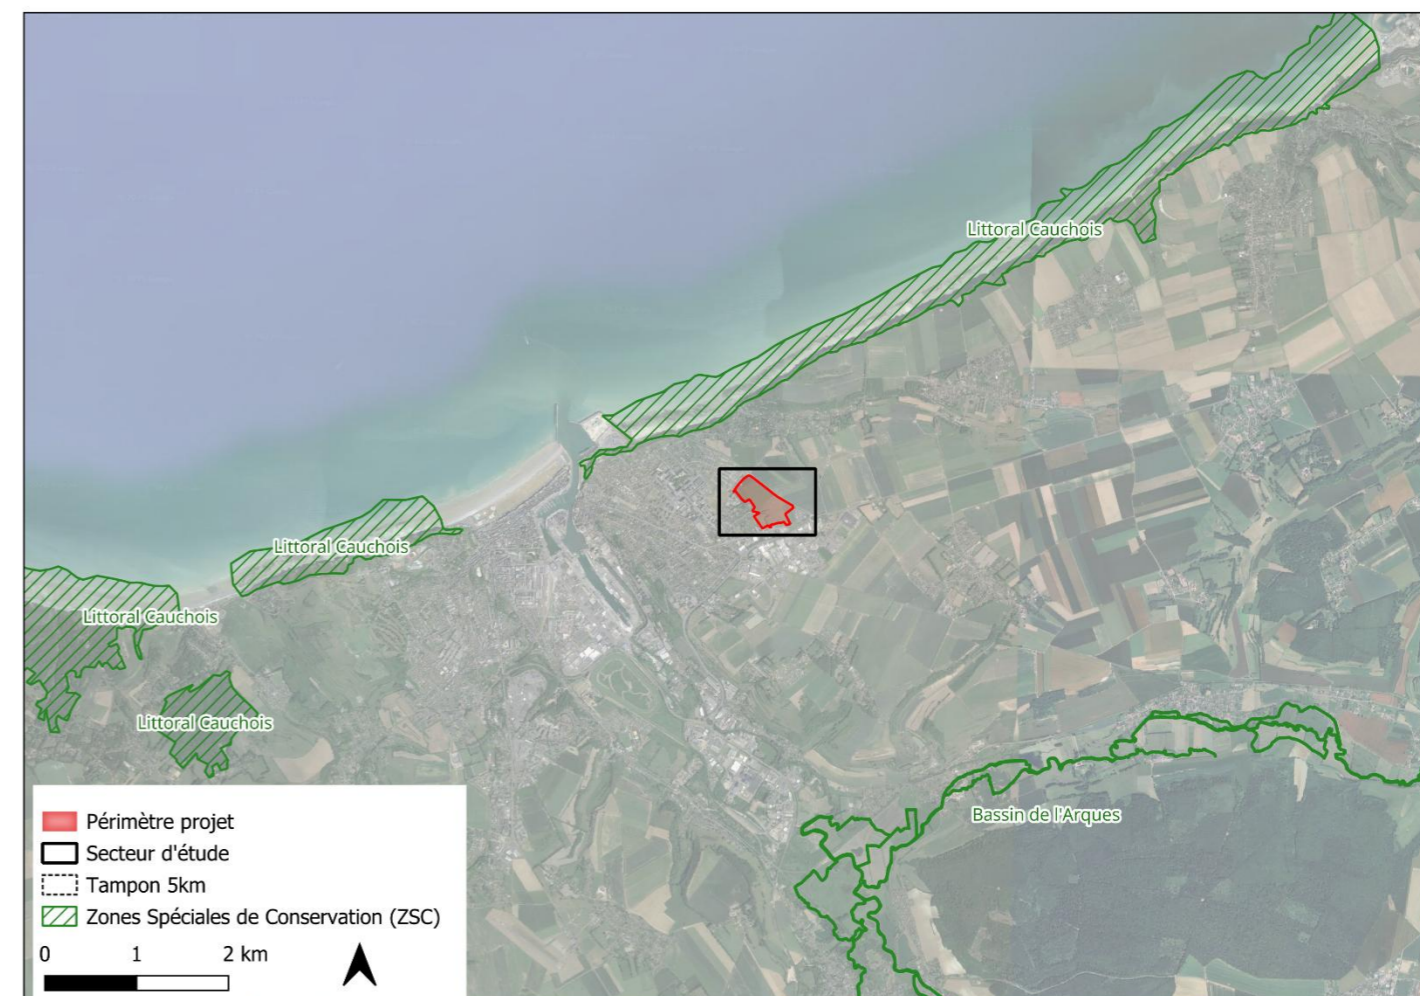 Littoral Cauchois
Littoral Cauchois
Littoral Cauchois
Littoral Cauchois
Bassin de l'Arques
Périmètre projet
Secteur d'étude
Tampon 5km
Zones Spéciales de Conservation (ZSC)
0 1 2 km